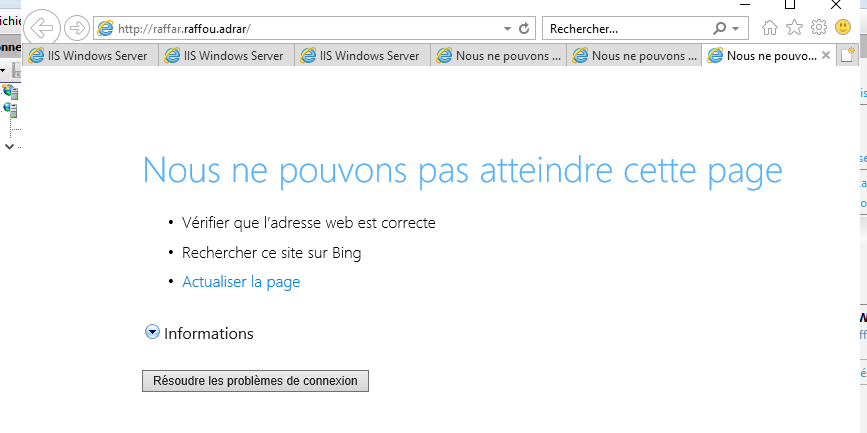 ichie
http://raffar.raffou.adrar/
Rechercher...
onne
IIS Windows Server
IIS Windows Server
IIS Windows Server
Nous ne pouvons ...
Nous ne pouvons ...
Nous ne pouvo...
Nous ne pouvons pas atteindre cette page
• Vérifier que l'adresse web est correcte
• Rechercher ce site sur Bing
• Actualiser la page
Informations
Résoudre les problèmes de connexion